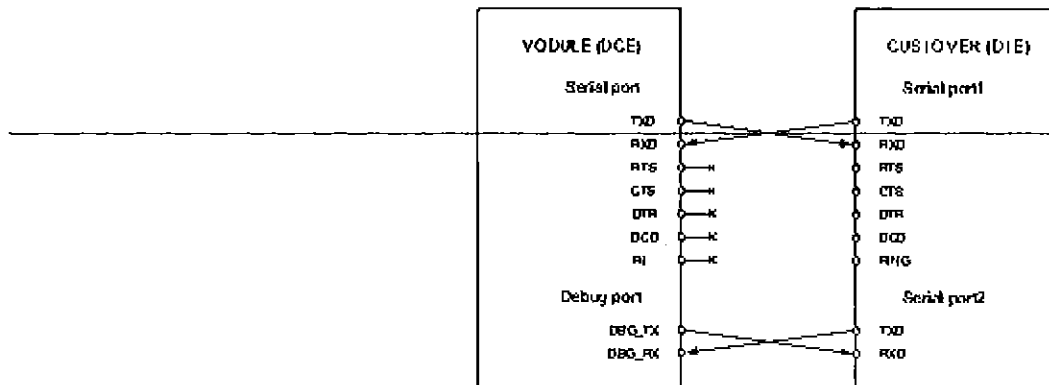 MODULE (DCE)
Serial port
TXD
RXD
RTS
CTS
DTR
DCD
RI
Debug port
DBG_TX
DBG_RX
CUSTOMER (DTE)
Serial port1
TXD
RXD
RTS
CTS
DTR
DCD
RING
Serial port2
TXD
RXD